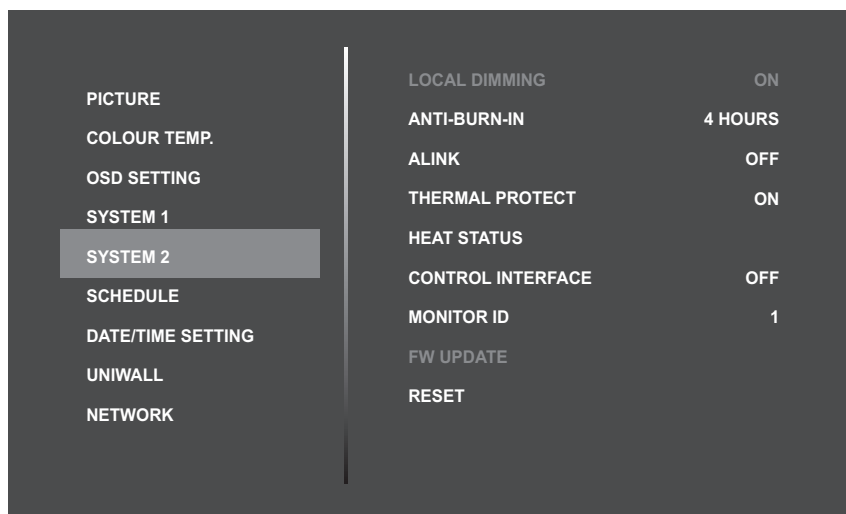 PICTURE
COLOUR TEMP.
OSD SETTING
SYSTEM 1
SYSTEM 2
SCHEDULE
DATE/TIME SETTING
UNIWALL
NETWORK
LOCAL DIMMING ON
ANTI-BURN-IN 4 HOURS
ALINK OFF
THERMAL PROTECT ON
HEAT STATUS
CONTROL INTERFACE OFF
MONITOR ID 1
FW UPDATE
RESET